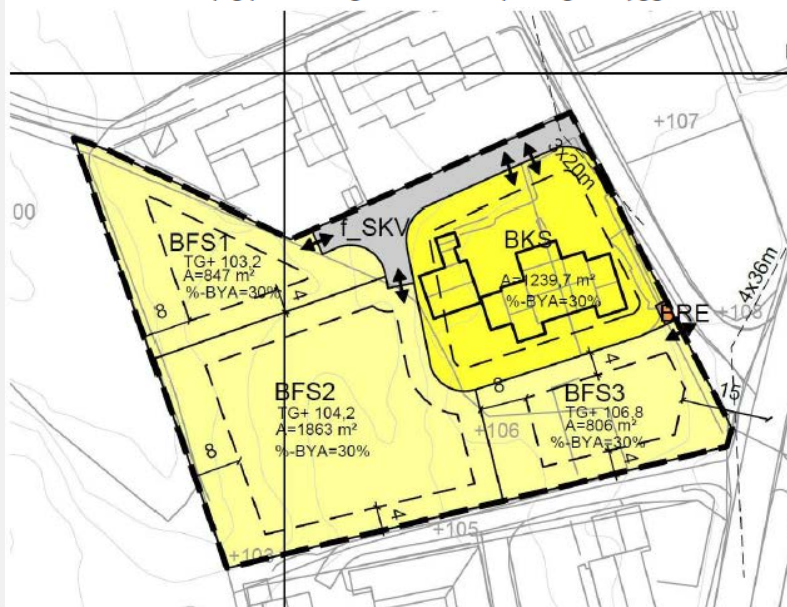 +107
3x20m
00
f_SKV
BFS1
TG+ 103,2
A=847 m²
%-BYA=30%
BKS
A=1239,7 m²
%-BYA=30%
4x36m
8
4
BRE
8
4
15
BFS2
TG+ 104,2
A=1863 m²
%-BYA=30%
BFS3
TG+ 106,8
A=806 m²
%-BYA=30%
+106
8
4
4
+105
+103